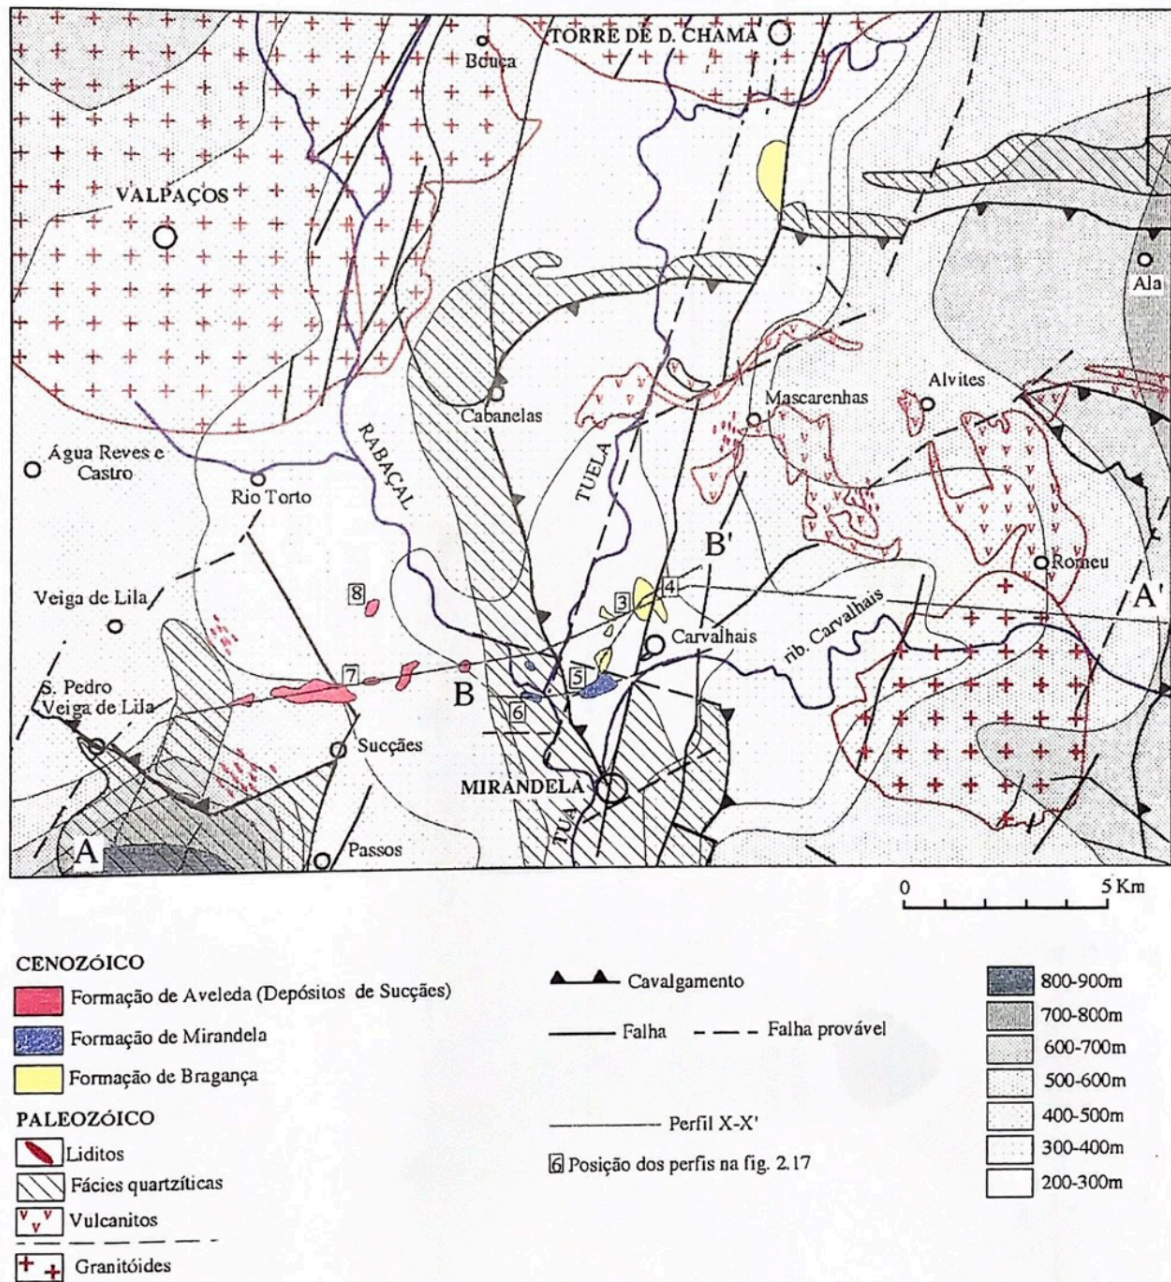 TORRE DE D. CHAMA
Bouça
VALPAÇOS
Ala
Cabanelas
Mascarenhas
Alvites
Água Reves e
Castro
RABAÇAL
TUELA
Rio Torto
B'
Romeu
A'
8
3
4
Veiga de Lila
Carvalhais
rib. Carvalhais
S. Pedro
Veiga de Lila
7
B
5
6
Sucções
MIRANDELA
TUA
A
Passos
0 5 Km
CENOZÓICO
Formação de Aveleda (Depósitos de Sucções)
Formação de Mirandela
Formação de Bragança
PALEOZÓICO
Liditos
Fácies quartzíticas
Vulcanitos
Granitóides
Cavalgamento
Falha
Falha provável
Perfil X-X'
6 Posição dos perfis na fig. 2.17
800-900m
700-800m
600-700m
500-600m
400-500m
300-400m
200-300m